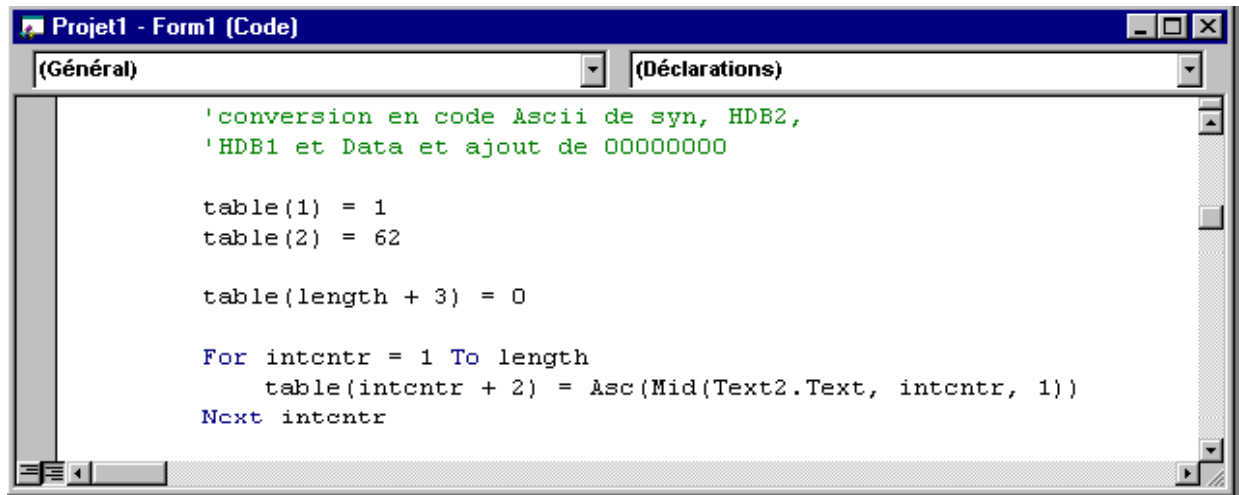 Projet1 - Form1 (Code)
(Général) (Déclarations)
'conversion en code Ascii de syn, HDB2,
'HDB1 et Data et ajout de 00000000
table(1) = 1
table(2) = 62
table(length + 3) = 0
For intcntr = 1 To length
table(intcntr + 2) = Asc(Mid(Text2.Text, intcntr, 1))
Next intcntr